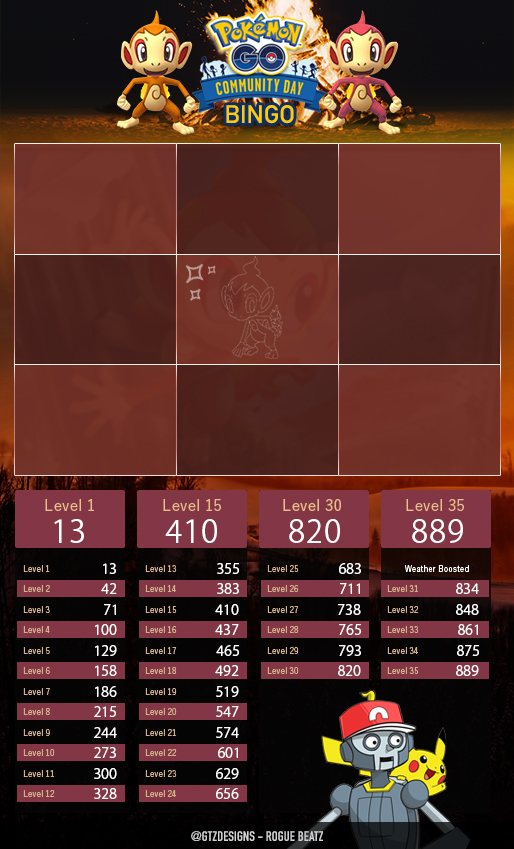 Pokémon
GO
COMMUNITY DAY
BINGO
Level 1
13
Level 15
410
Level 30
820
Level 35
889
Level 1 13
Level 2 42
Level 3 71
Level 4 100
Level 5 129
Level 6 158
Level 7 186
Level 8 215
Level 9 244
Level 10 273
Level 11 300
Level 12 328
Level 13 355
Level 14 383
Level 15 410
Level 16 437
Level 17 465
Level 18 492
Level 19 519
Level 20 547
Level 21 574
Level 22 601
Level 23 629
Level 24 656
Level 25 683
Level 26 711
Level 27 738
Level 28 765
Level 29 793
Level 30 820
Weather Boosted
Level 31 834
Level 32 848
Level 33 861
Level 34 875
Level 35 889
@GTZDESIGNS - ROGUE BEATZ